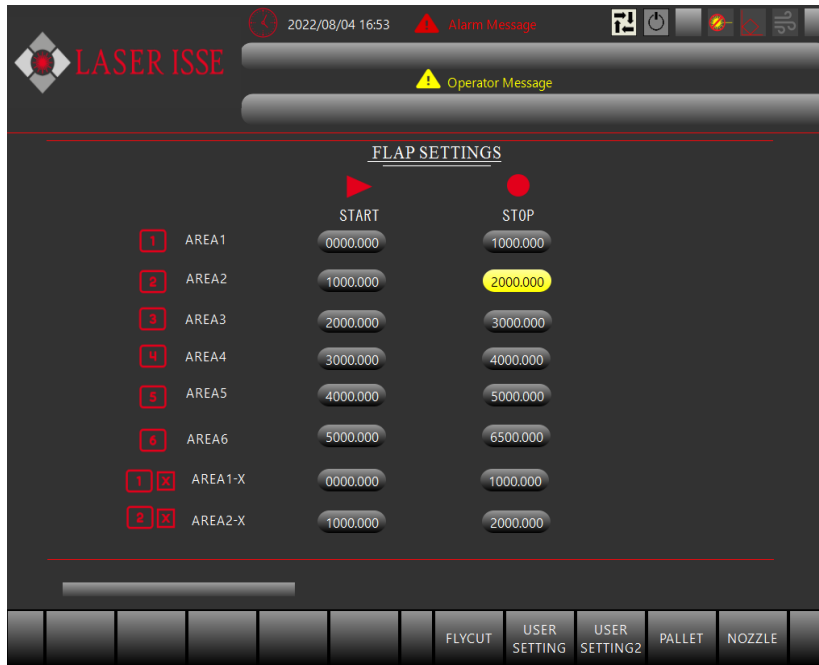 2022/08/04 16:53 Alarm Message
LASER ISSE
Operator Message
FLAP SETTINGS
START STOP
1 AREA1 0000.000 1000.000
2 AREA2 1000.000 2000.000
3 AREA3 2000.000 3000.000
4 AREA4 3000.000 4000.000
5 AREA5 4000.000 5000.000
6 AREA6 5000.000 6500.000
1 X AREA1-X 0000.000 1000.000
2 X AREA2-X 1000.000 2000.000
FLYCUT USER SETTING USER SETTING2 PALLET NOZZLE